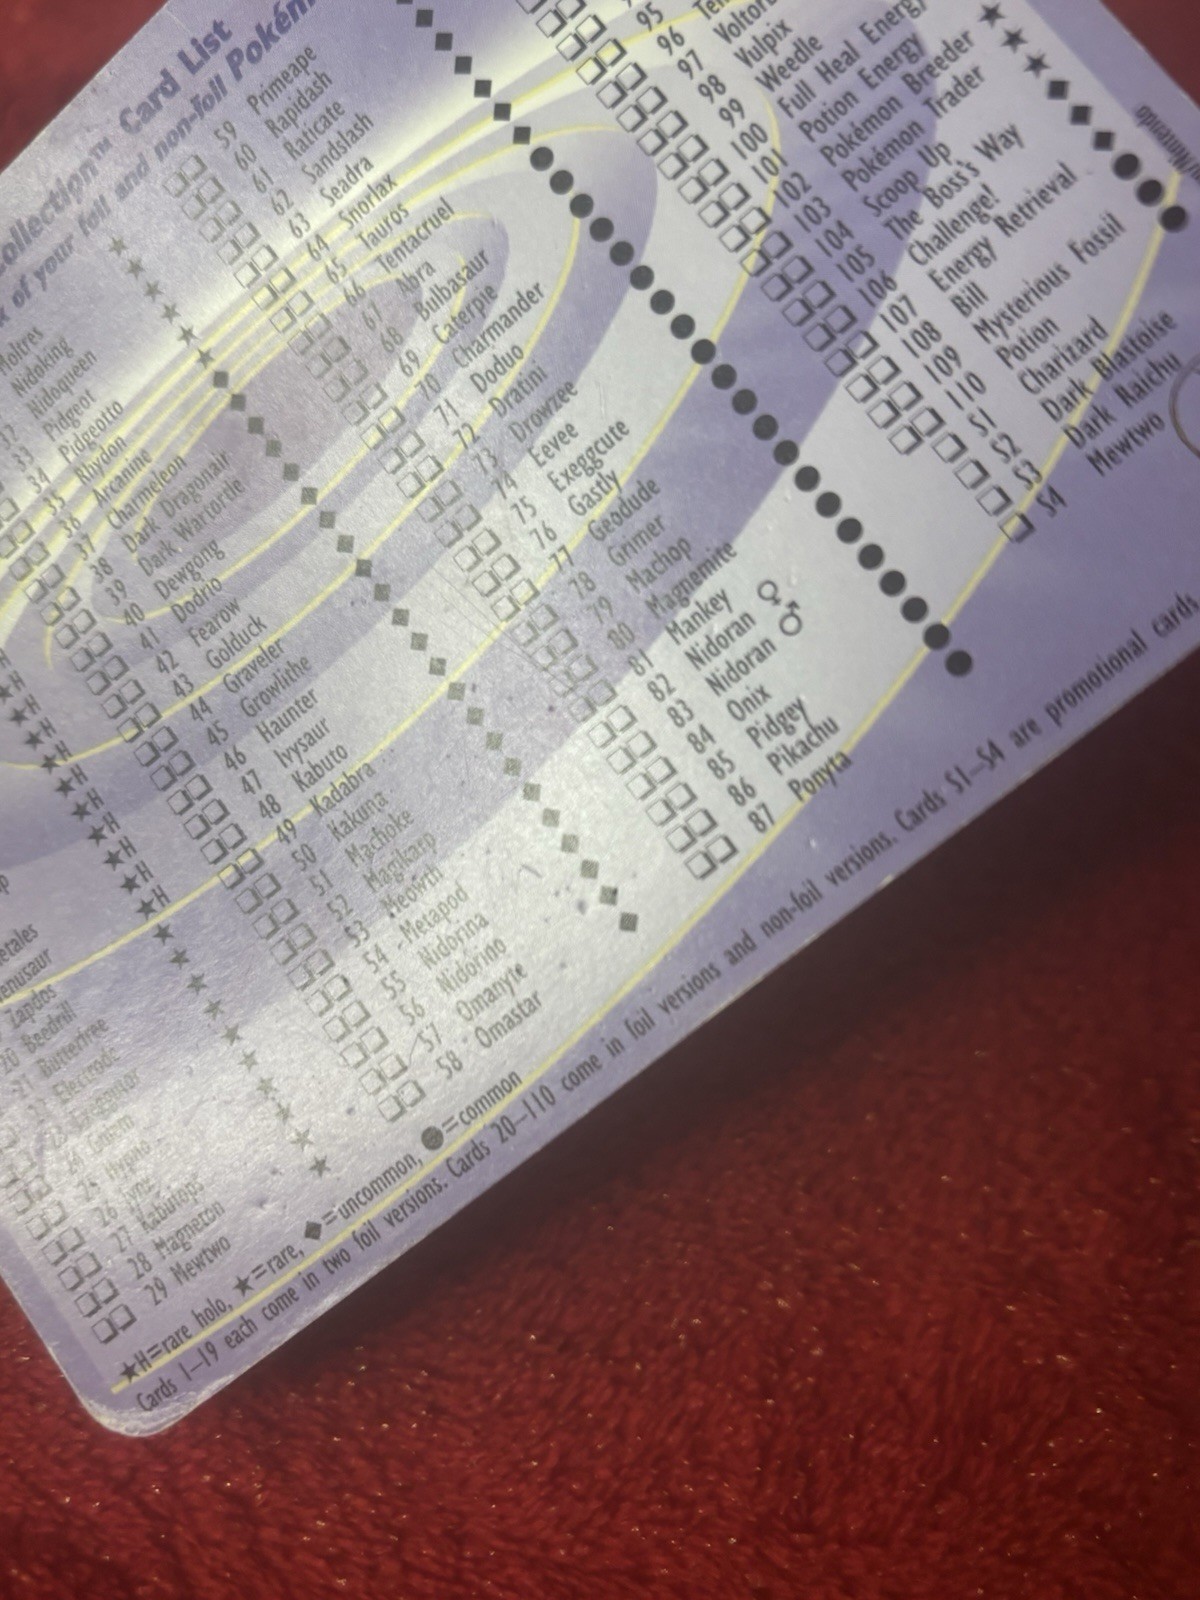 Collection™ Card List
of your foil and non-foil Pokém
Moltres
Nidoking
Nidoqueen
Pidgeot
34 Pidgeotto
35 Rhydon
36 Arcanine
37 Charmeleon
38 Dark Dragonair
39 Dark Wartortle
40 Dewgong
41 Dodrio
42 Fearow
43 Golduck
44 Graveler
45 Growlithe
46 Haunter
47 Ivysaur
48 Kabuto
49 Kadabra
50 Kakuna
51 Machoke
52 Magikarp
53 Meowth
54 Metapod
55 Nidorina
56 Nidorino
57 Omanyte
58 Omastar
59 Primeape
60 Rapidash
61 Raticate
62 Sandslash
63 Seadra
64 Snorlax
65 Tauros
66 Tentacruel
67 Abra
68 Bulbasaur
69 Caterpie
70 Charmander
71 Doduo
72 Dratini
73 Drowzee
74 Eevee
75 Exeggcute
76 Gastly
77 Geodude
78 Grimer
79 Machop
80 Magnemite
81 Mankey
82 Nidoran ♀
83 Nidoran ♂
84 Onix
85 Pidgey
86 Pikachu
87 Ponyta
95
96
97 Voltorb
98 Vulpix
99 Weedle
100 Full Heal Energy
101 Potion Energy
102 Pokémon Breeder
103 Pokémon Trader
104 Scoop Up
105 The Boss's Way
106 Challenge!
107 Energy Retrieval
108 Bill
109 Mysterious Fossil
110 Potion
S1 Charizard
S2 Dark Blastoise
S3 Dark Raichu
S4 Mewtwo
Zapdos
20 Beedrill
21 Butterfree
Electrode
27 Kabutops
28 Magneton
29 Mewtwo
★H=rare holo, ★=rare, ◆=uncommon, ●=common
Cards 1–19 each come in two foil versions. Cards 20–110 come in foil versions and non-foil versions. Cards S1–S4 are promotional cards